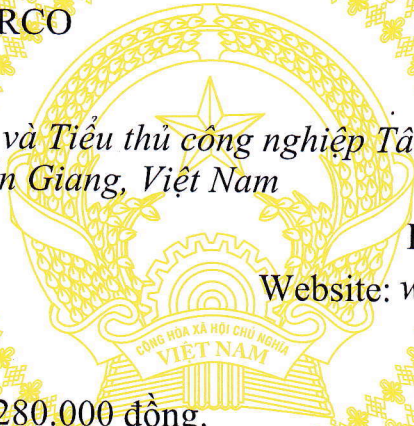 RCO
và Tiểu thủ công nghiệp Tâ
n Giang, Việt Nam
Website: w
CỘNG HÒA XÃ HỘI CHỦ NGHĨA
VIỆT NAM
280.000 đồng.